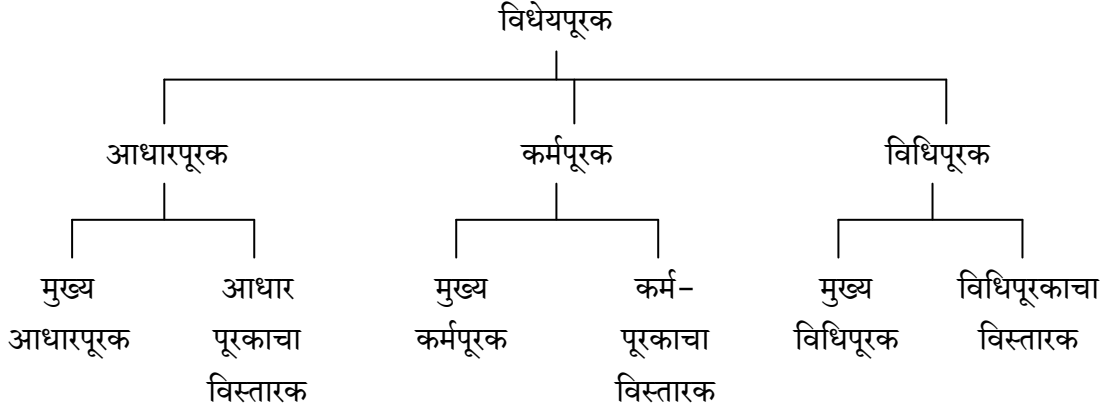 विधेयपूरक
आधारपूरक कर्मपूरक विधिपूरक
मुख्य आधार मुख्य कर्म– मुख्य विधिपूरकाचा
आधारपूरक पूरकाचा कर्मपूरक पूरकाचा विधिपूरक विस्तारक
विस्तारक विस्तारक